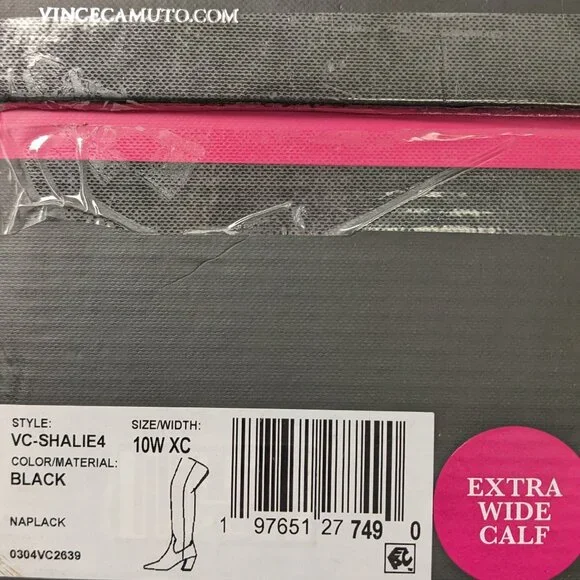 VINCECAMUTO.COM
STYLE:
VC-SHALIE4
COLOR/MATERIAL:
BLACK
NAPLACK
0304VC2639
SIZE/WIDTH:
10W XC
1 97651 27 749 0
EXTRA
WIDE
CALF